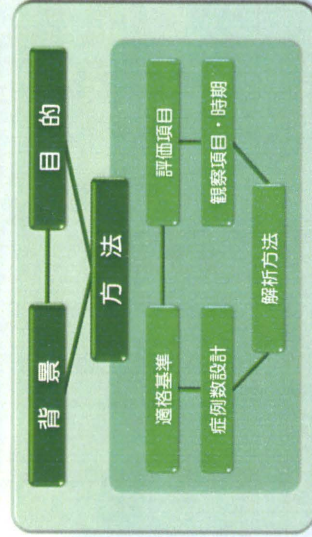 背景
目的
方法
適格基準
評価項目
症例数設計
観察項目・時期
解析方法